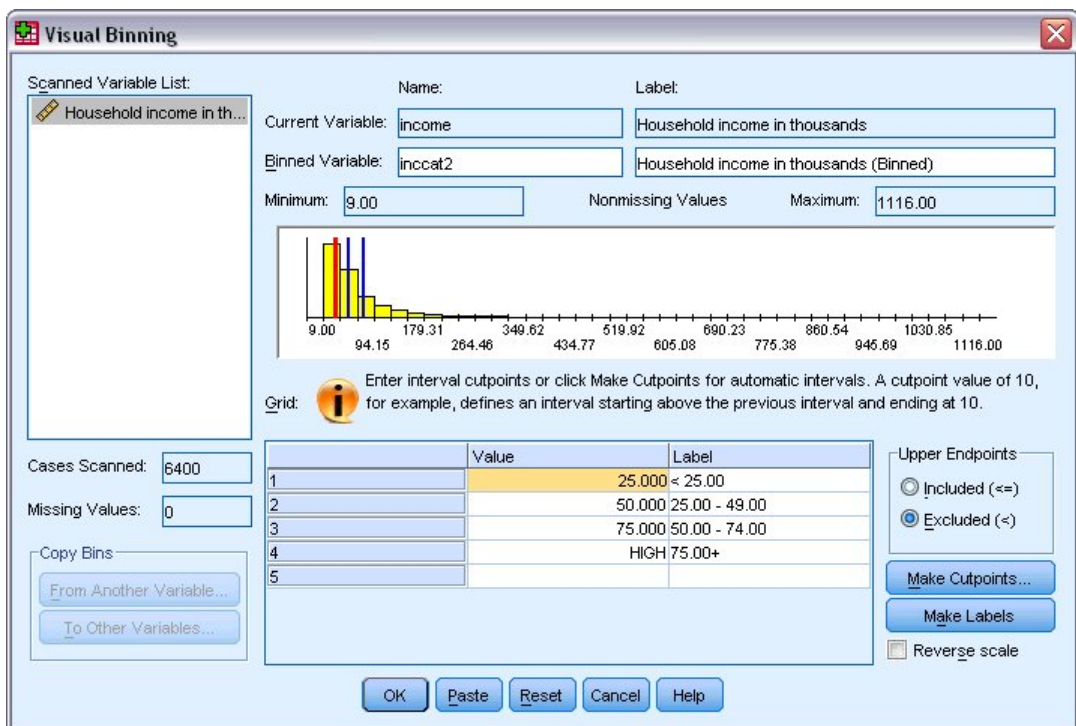 Visual Binning
Scanned Variable List:
Household income in th...
Name:
Label:
Current Variable:
income
Household income in thousands
Binned Variable:
inccat2
Household income in thousands (Binned)
Minimum:
9.00
Nonmissing Values
Maximum:
1116.00
9.00 179.31 349.62 519.92 690.23 860.54 1030.85
94.15 264.46 434.77 605.08 775.38 945.69 1116.00
Grid:
i
Enter interval cutpoints or click Make Cutpoints for automatic intervals. A cutpoint value of 10,
for example, defines an interval starting above the previous interval and ending at 10.
Cases Scanned:
6400
Missing Values:
0
Copy Bins
From Another Variable...
To Other Variables...
Value Label
1 25.000 < 25.00
2 50.000 25.00 - 49.00
3 75.000 50.00 - 74.00
4 HIGH 75.00+
5
Upper Endpoints
Included (<=)
Excluded (<)
Make Cutpoints...
Make Labels
Reverse scale
OK
Paste
Reset
Cancel
Help